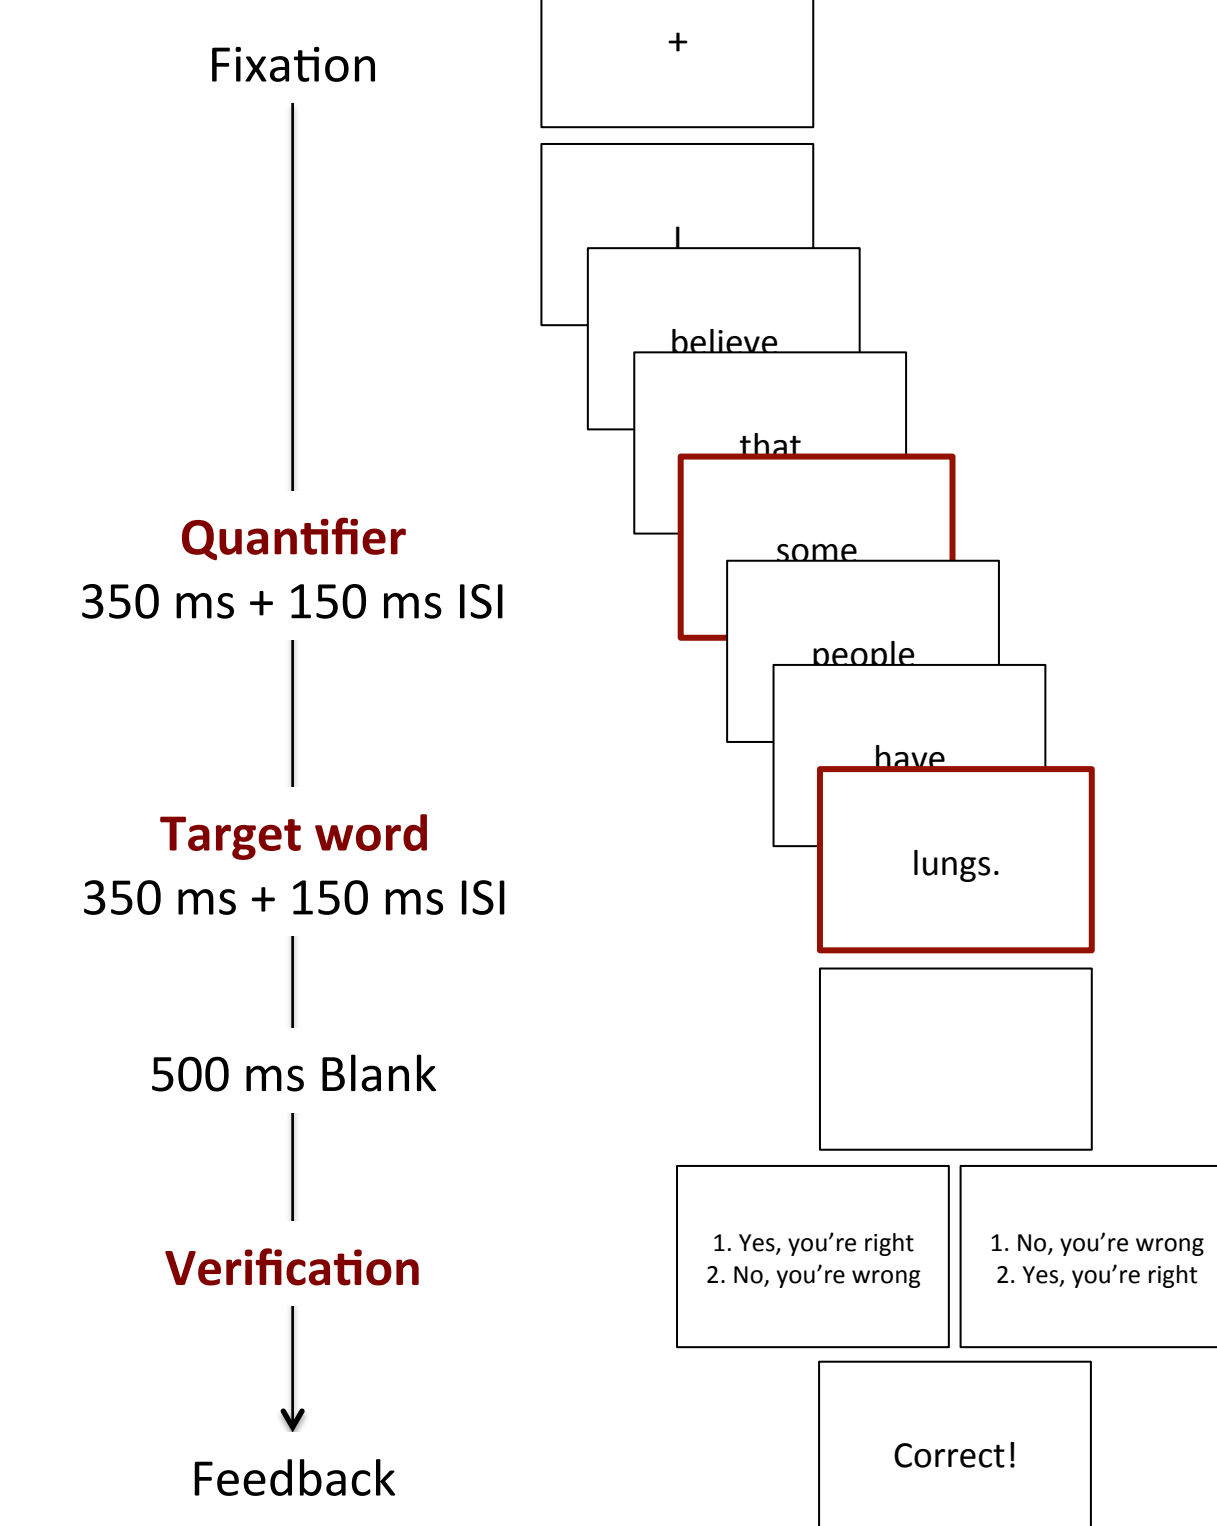 Fixation
+
I
believe
that
Quantifier
350 ms + 150 ms ISI
some
people
have
Target word
350 ms + 150 ms ISI
lungs.
500 ms Blank
Verification
1. Yes, you're right
2. No, you're wrong
1. No, you're wrong
2. Yes, you're right
Feedback
Correct!